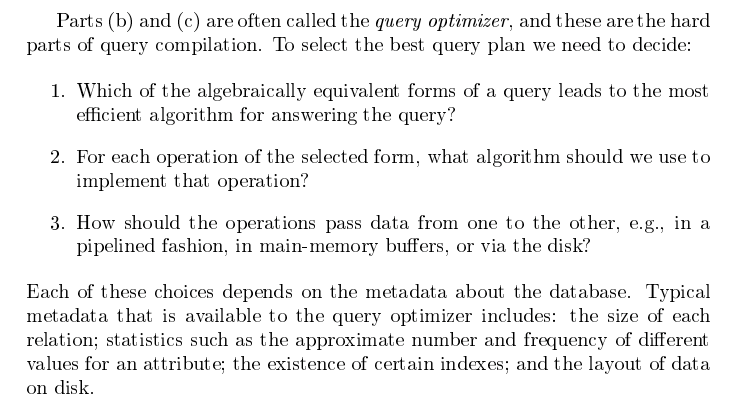 Parts (b) and (c) are often called the query optimizer, and these are the hard
parts of query compilation. To select the best query plan we need to decide:
1. Which of the algebraically equivalent forms of a query leads to the most
efficient algorithm for answering the query?
2. For each operation of the selected form, what algorithm should we use to
implement that operation?
3. How should the operations pass data from one to the other, e.g., in a
pipelined fashion, in main-memory buffers, or via the disk?
Each of these choices depends on the metadata about the database. Typical
metadata that is available to the query optimizer includes: the size of each
relation; statistics such as the approximate number and frequency of different
values for an attribute; the existence of certain indexes; and the layout of data
on disk.